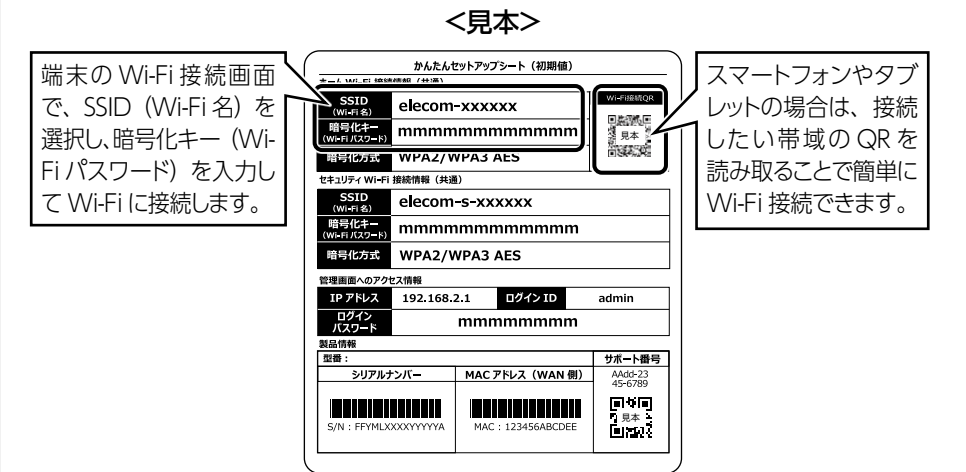 <見本>
端末の Wi-Fi 接続画面
で、SSID（Wi-Fi 名）を
選択し、暗号化キー（Wi-
Fi パスワード）を入力し
て Wi-Fi に接続します。
かんたんセットアップシート（初期値）
ホーム Wi-Fi 接続情報（共通）
SSID
(Wi-Fi 名)
elecom-xxxxxx
暗号化キー
(Wi-Fi パスワード)
mmmmmmmmmmmmm
暗号化方式
WPA2/WPA3 AES
Wi-Fi接続QR
見本
スマートフォンやタブ
レットの場合は、接続
したい帯域の QR を
読み取ることで簡単に
Wi-Fi 接続できます。
セキュリティ Wi-Fi 接続情報（共通）
SSID
(Wi-Fi 名)
elecom-s-xxxxxx
暗号化キー
(Wi-Fi パスワード)
mmmmmmmmmmmmm
暗号化方式
WPA2/WPA3 AES
管理画面へのアクセス情報
IP アドレス 192.168.2.1 ログイン ID admin
ログイン
パスワード
mmmmmmmmm
製品情報
型番：
サポート番号
シリアルナンバー MAC アドレス（WAN 側）
AAdd-23
45-6789
見本
S/N : FFYMLXXXXYYYYYA MAC : 123456ABCDEE